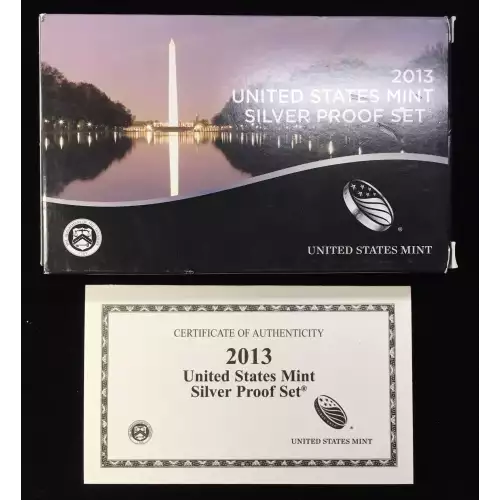 2013
UNITED STATES MINT
SILVER PROOF SET
UNITED STATES MINT
CERTIFICATE OF AUTHENTICITY
2013
United States Mint
Silver Proof Set®
UNITED STATES MINT